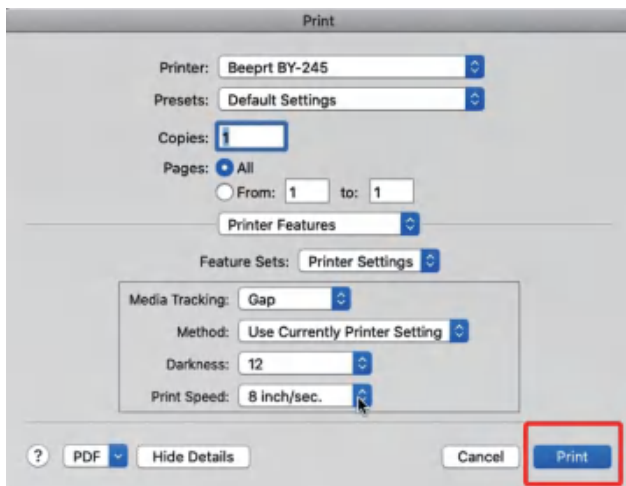 Print
Printer: Beeprt BY-245
Presets: Default Settings
Copies: 1
Pages: All
From: 1 to: 1
Printer Features
Feature Sets: Printer Settings
Media Tracking: Gap
Method: Use Currently Printer Setting
Darkness: 12
Print Speed: 8 inch/sec.
? PDF Hide Details Cancel Print